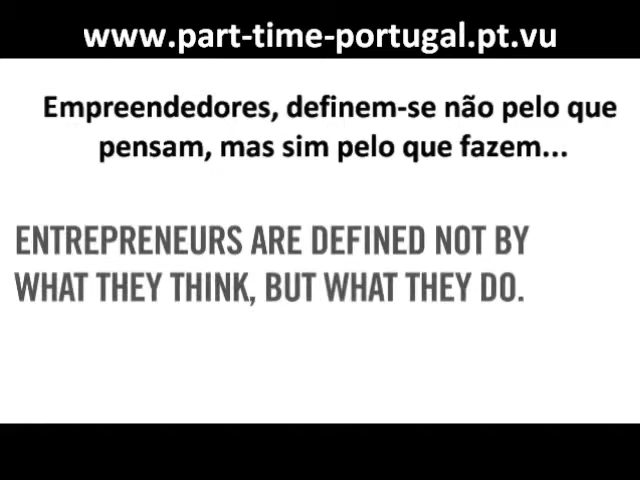 www.part-time-portugal.pt.vu
Empreendedores, definem-se não pelo que
pensam, mas sim pelo que fazem...
ENTREPRENEURS ARE DEFINED NOT BY
WHAT THEY THINK, BUT WHAT THEY DO.